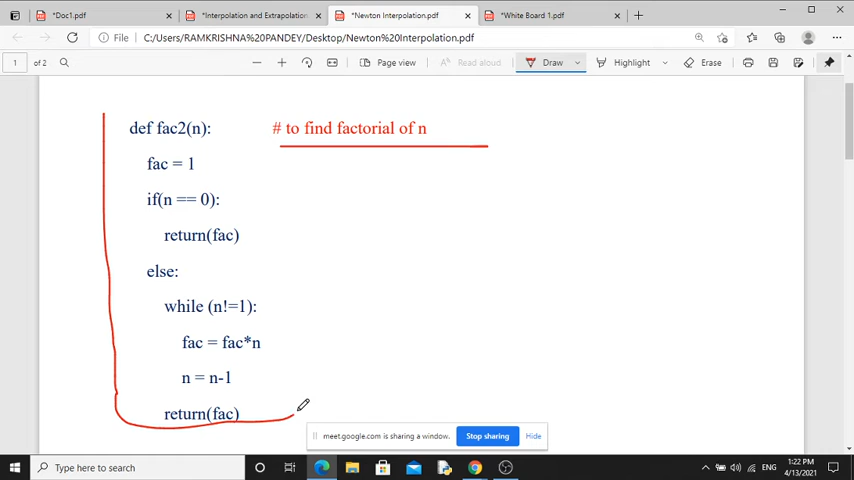 *Doc1.pdf
*Interpolation and Extrapolation
*Newton Interpolation.pdf
*White Board 1.pdf
File
C:/Users/RAMKRISHNA%20PANDEY/Desktop/Newton%20Interpolation.pdf
1 of 2
Page view
Read aloud
Draw
Highlight
Erase
def fac2(n): # to find factorial of n
fac = 1
if(n == 0):
return(fac)
else:
while (n!=1):
fac = fac*n
n = n-1
return(fac)
meet.google.com is sharing a window.
Stop sharing
Hide
Type here to search
ENG
1:22 PM
4/13/2021